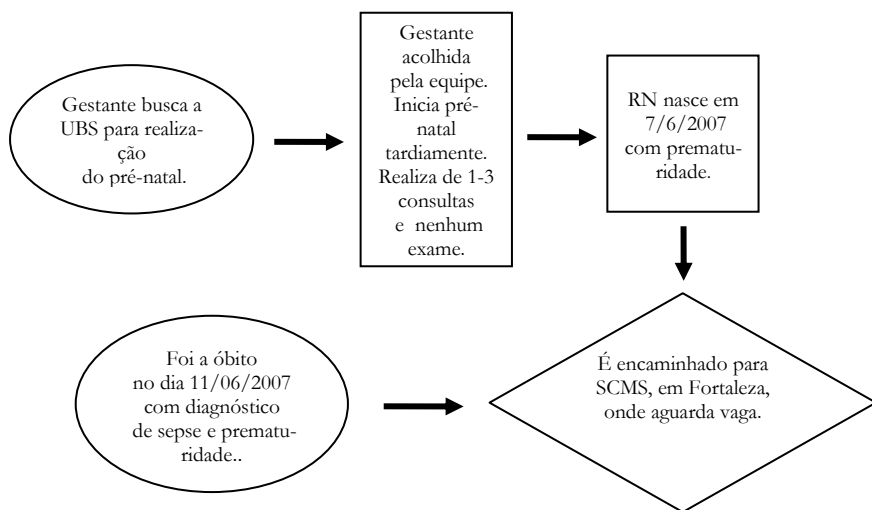 Gestante busca a
UBS para realiza-
ção
do pré-natal.
Gestante
acolhida
pela equipe.
Inicia pré-
natal
tardiamente.
Realiza de 1-3
consultas
e nenhum
exame.
RN nasce em
7/6/2007
com prematu-
ridade.
É encaminhado para
SCMS, em Fortaleza,
onde aguarda vaga.
Foi a óbito
no dia 11/06/2007
com diagnóstico
de sepse e prematu-
ridade..